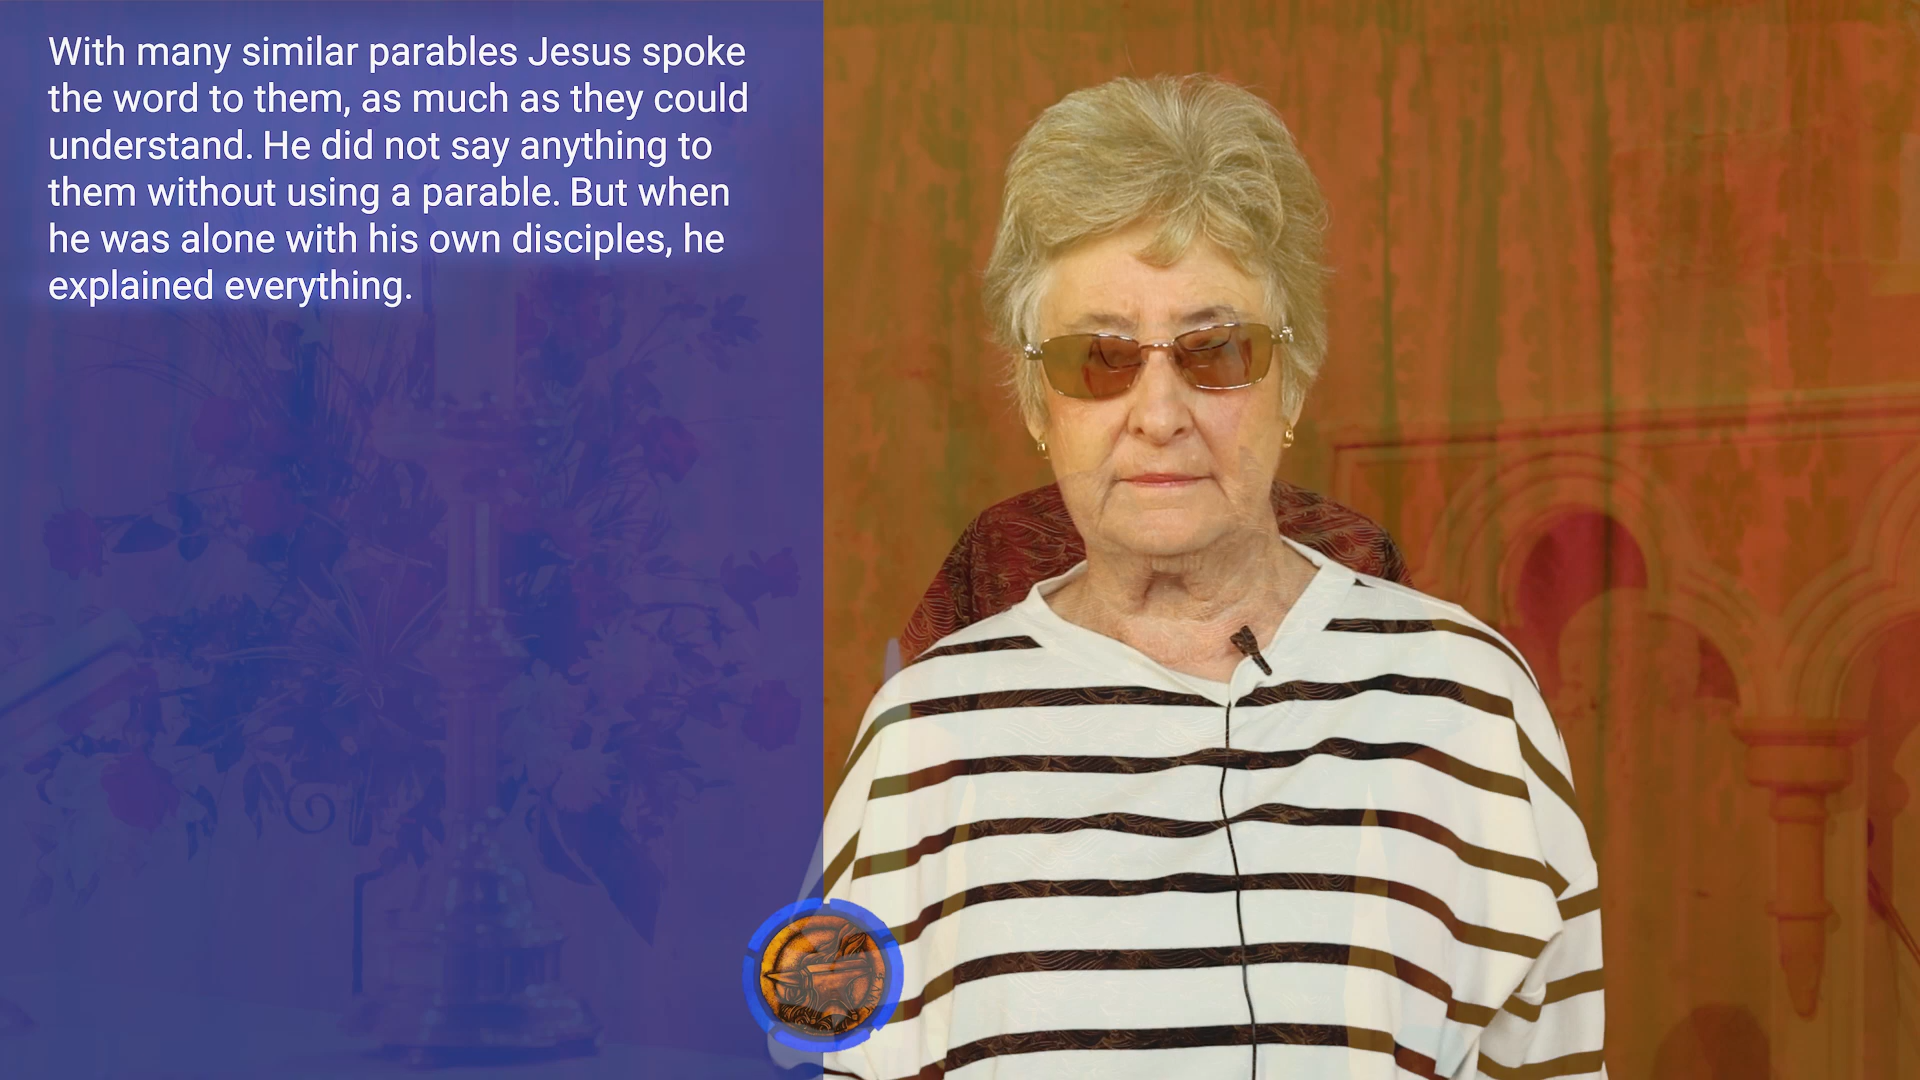 With many similar parables Jesus spoke
the word to them, as much as they could
understand. He did not say anything to
them without using a parable. But when
he was alone with his own disciples, he
explained everything.